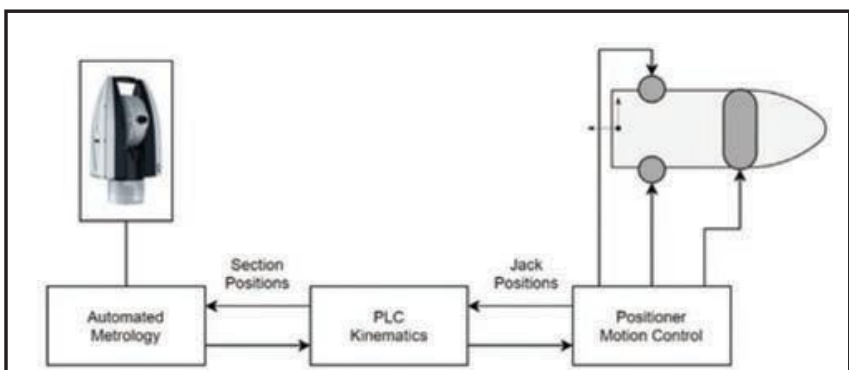 Section
Positions
Jack
Positions
Automated
Metrology
PLC
Kinematics
Positioner
Motion Control